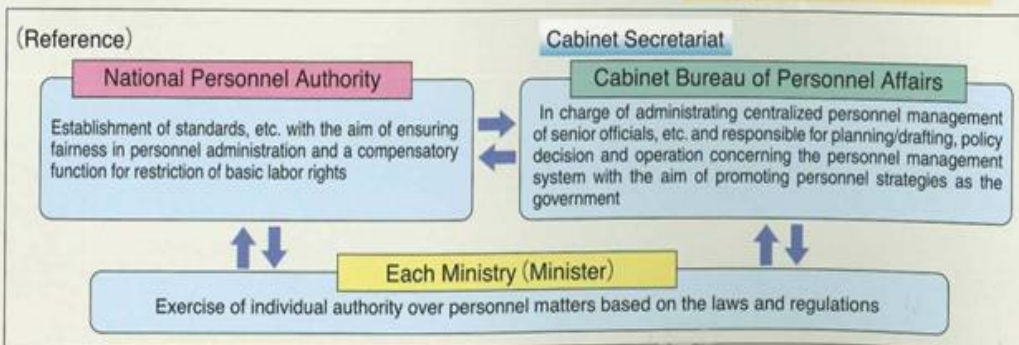 (Reference)
National Personnel Authority
Establishment of standards, etc. with the aim of ensuring
fairness in personnel administration and a compensatory
function for restriction of basic labor rights
Cabinet Secretariat
Cabinet Bureau of Personnel Affairs
In charge of administrating centralized personnel management
of senior officials, etc. and responsible for planning/drafting, policy
decision and operation concerning the personnel management
system with the aim of promoting personnel strategies as the
government
Each Ministry (Minister)
Exercise of individual authority over personnel matters based on the laws and regulations